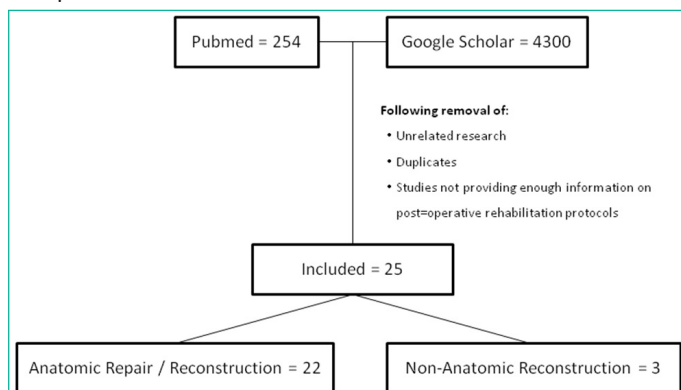 Pubmed = 254
Google Scholar = 4300
Following removal of:
• Unrelated research
• Duplicates
• Studies not providing enough information on
post=operative rehabilitation protocols
Included = 25
Anatomic Repair / Reconstruction = 22
Non-Anatomic Reconstruction = 3